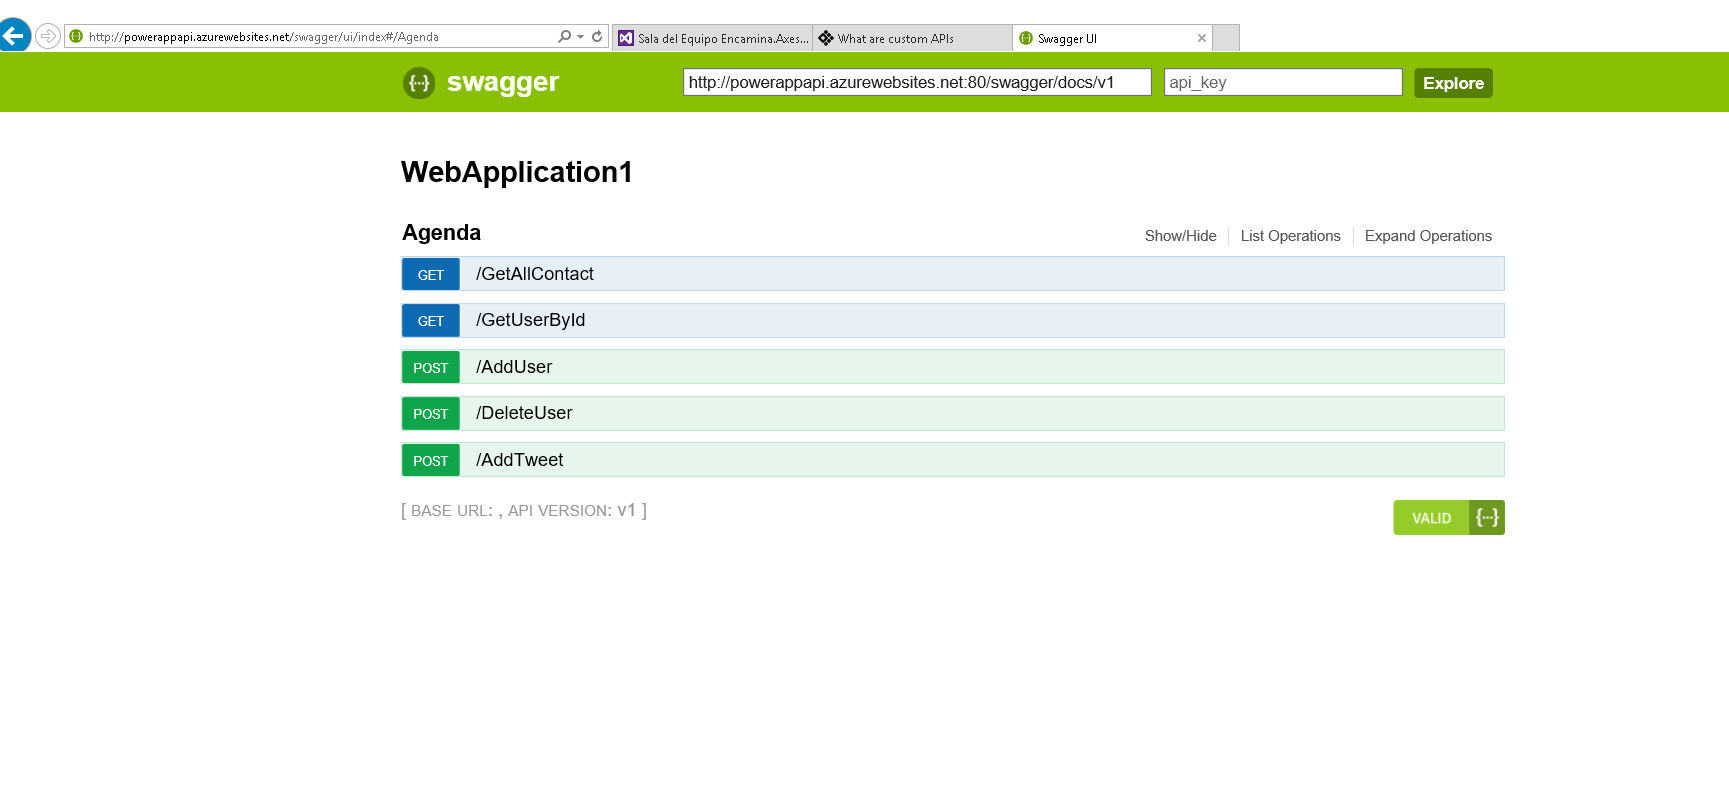 http://powerappapi.azurewebsites.net/swagger/ui/index#/Agenda
Sala del Equipo Encamina.Axes...
What are custom APIs
Swagger UI
swagger
http://powerappapi.azurewebsites.net:80/swagger/docs/v1
api_key
Explore
WebApplication1
Agenda
Show/Hide
List Operations
Expand Operations
GET /GetAllContact
GET /GetUserById
POST /AddUser
POST /DeleteUser
POST /AddTweet
[ BASE URL: , API VERSION: v1 ]
VALID {...}